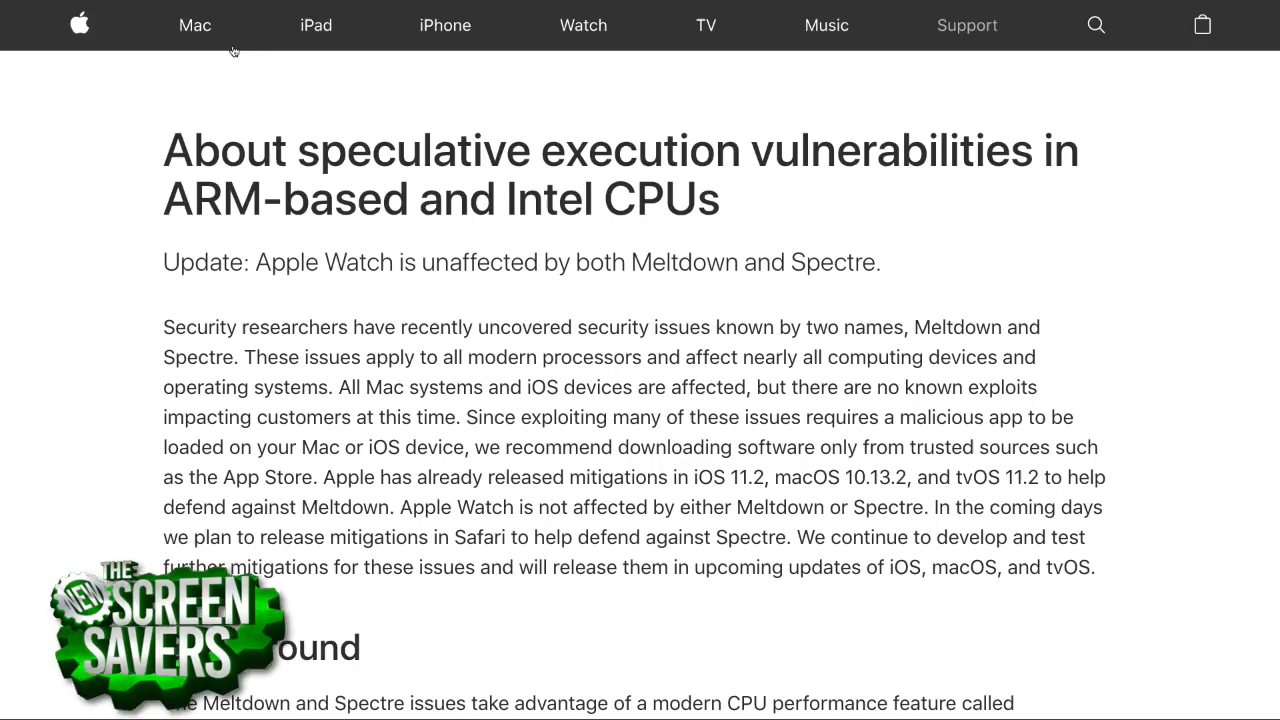 Mac iPad iPhone Watch TV Music Support
About speculative execution vulnerabilities in
ARM-based and Intel CPUs
Update: Apple Watch is unaffected by both Meltdown and Spectre.
Security researchers have recently uncovered security issues known by two names, Meltdown and
Spectre. These issues apply to all modern processors and affect nearly all computing devices and
operating systems. All Mac systems and iOS devices are affected, but there are no known exploits
impacting customers at this time. Since exploiting many of these issues requires a malicious app to be
loaded on your Mac or iOS device, we recommend downloading software only from trusted sources such
as the App Store. Apple has already released mitigations in iOS 11.2, macOS 10.13.2, and tvOS 11.2 to help
defend against Meltdown. Apple Watch is not affected by either Meltdown or Spectre. In the coming days
we plan to release mitigations in Safari to help defend against Spectre. We continue to develop and test
further mitigations for these issues and will release them in upcoming updates of iOS, macOS, and tvOS.
ound
Meltdown and Spectre issues take advantage of a modern CPU performance feature called
THE
NEW SCREEN
SAVERS